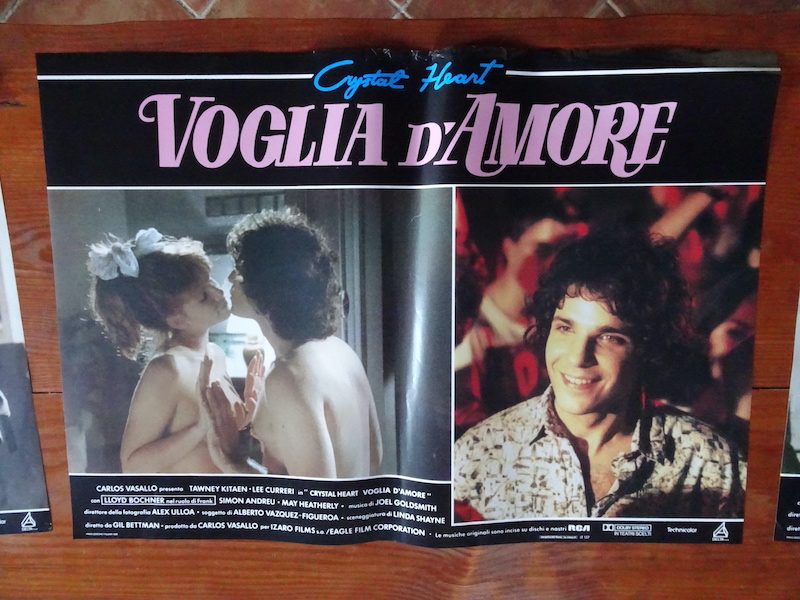 Crystal Heart
VOGLIA D'AMORE
CARLOS VASALLO presenta TAWNEY KITAEN · LEE CURRERI in "CRYSTAL HEART VOGLIA D'AMORE"
con LLOYD BOCHNER nel ruolo di Frank SIMON ANDREU · MAY HEATHERLY · musica di JOEL GOLDSMITH
direttore della fotografia ALEX ULLOA · soggetto di ALBERTO VAZQUEZ-FIGUEROA · sceneggiatura di LINDA SHAYNE
diretto da GIL BETTMAN · prodotto da CARLOS VASALLO per IZARO FILMS s.a./EAGLE FILM CORPORATION · Le musiche originali sono incise su dischi e nastri RCA
DOLBY STEREO
IN TEATRI SCELTI
Technicolor
DELTA